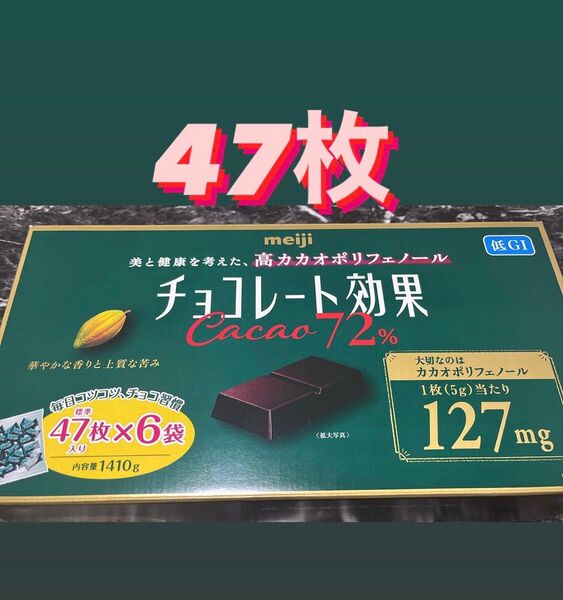 47枚
meiji
低GI
美と健康を考えた、高カカオポリフェノール
チョコレート効果
Cacao72%
華やかな香りと上質な苦み
大切なのは
カカオポリフェノール
1枚(5g)当たり
127mg
毎日コツコツ、チョコ習慣
標準
47枚×6袋
入り
内容量1410g
〈拡大写真〉